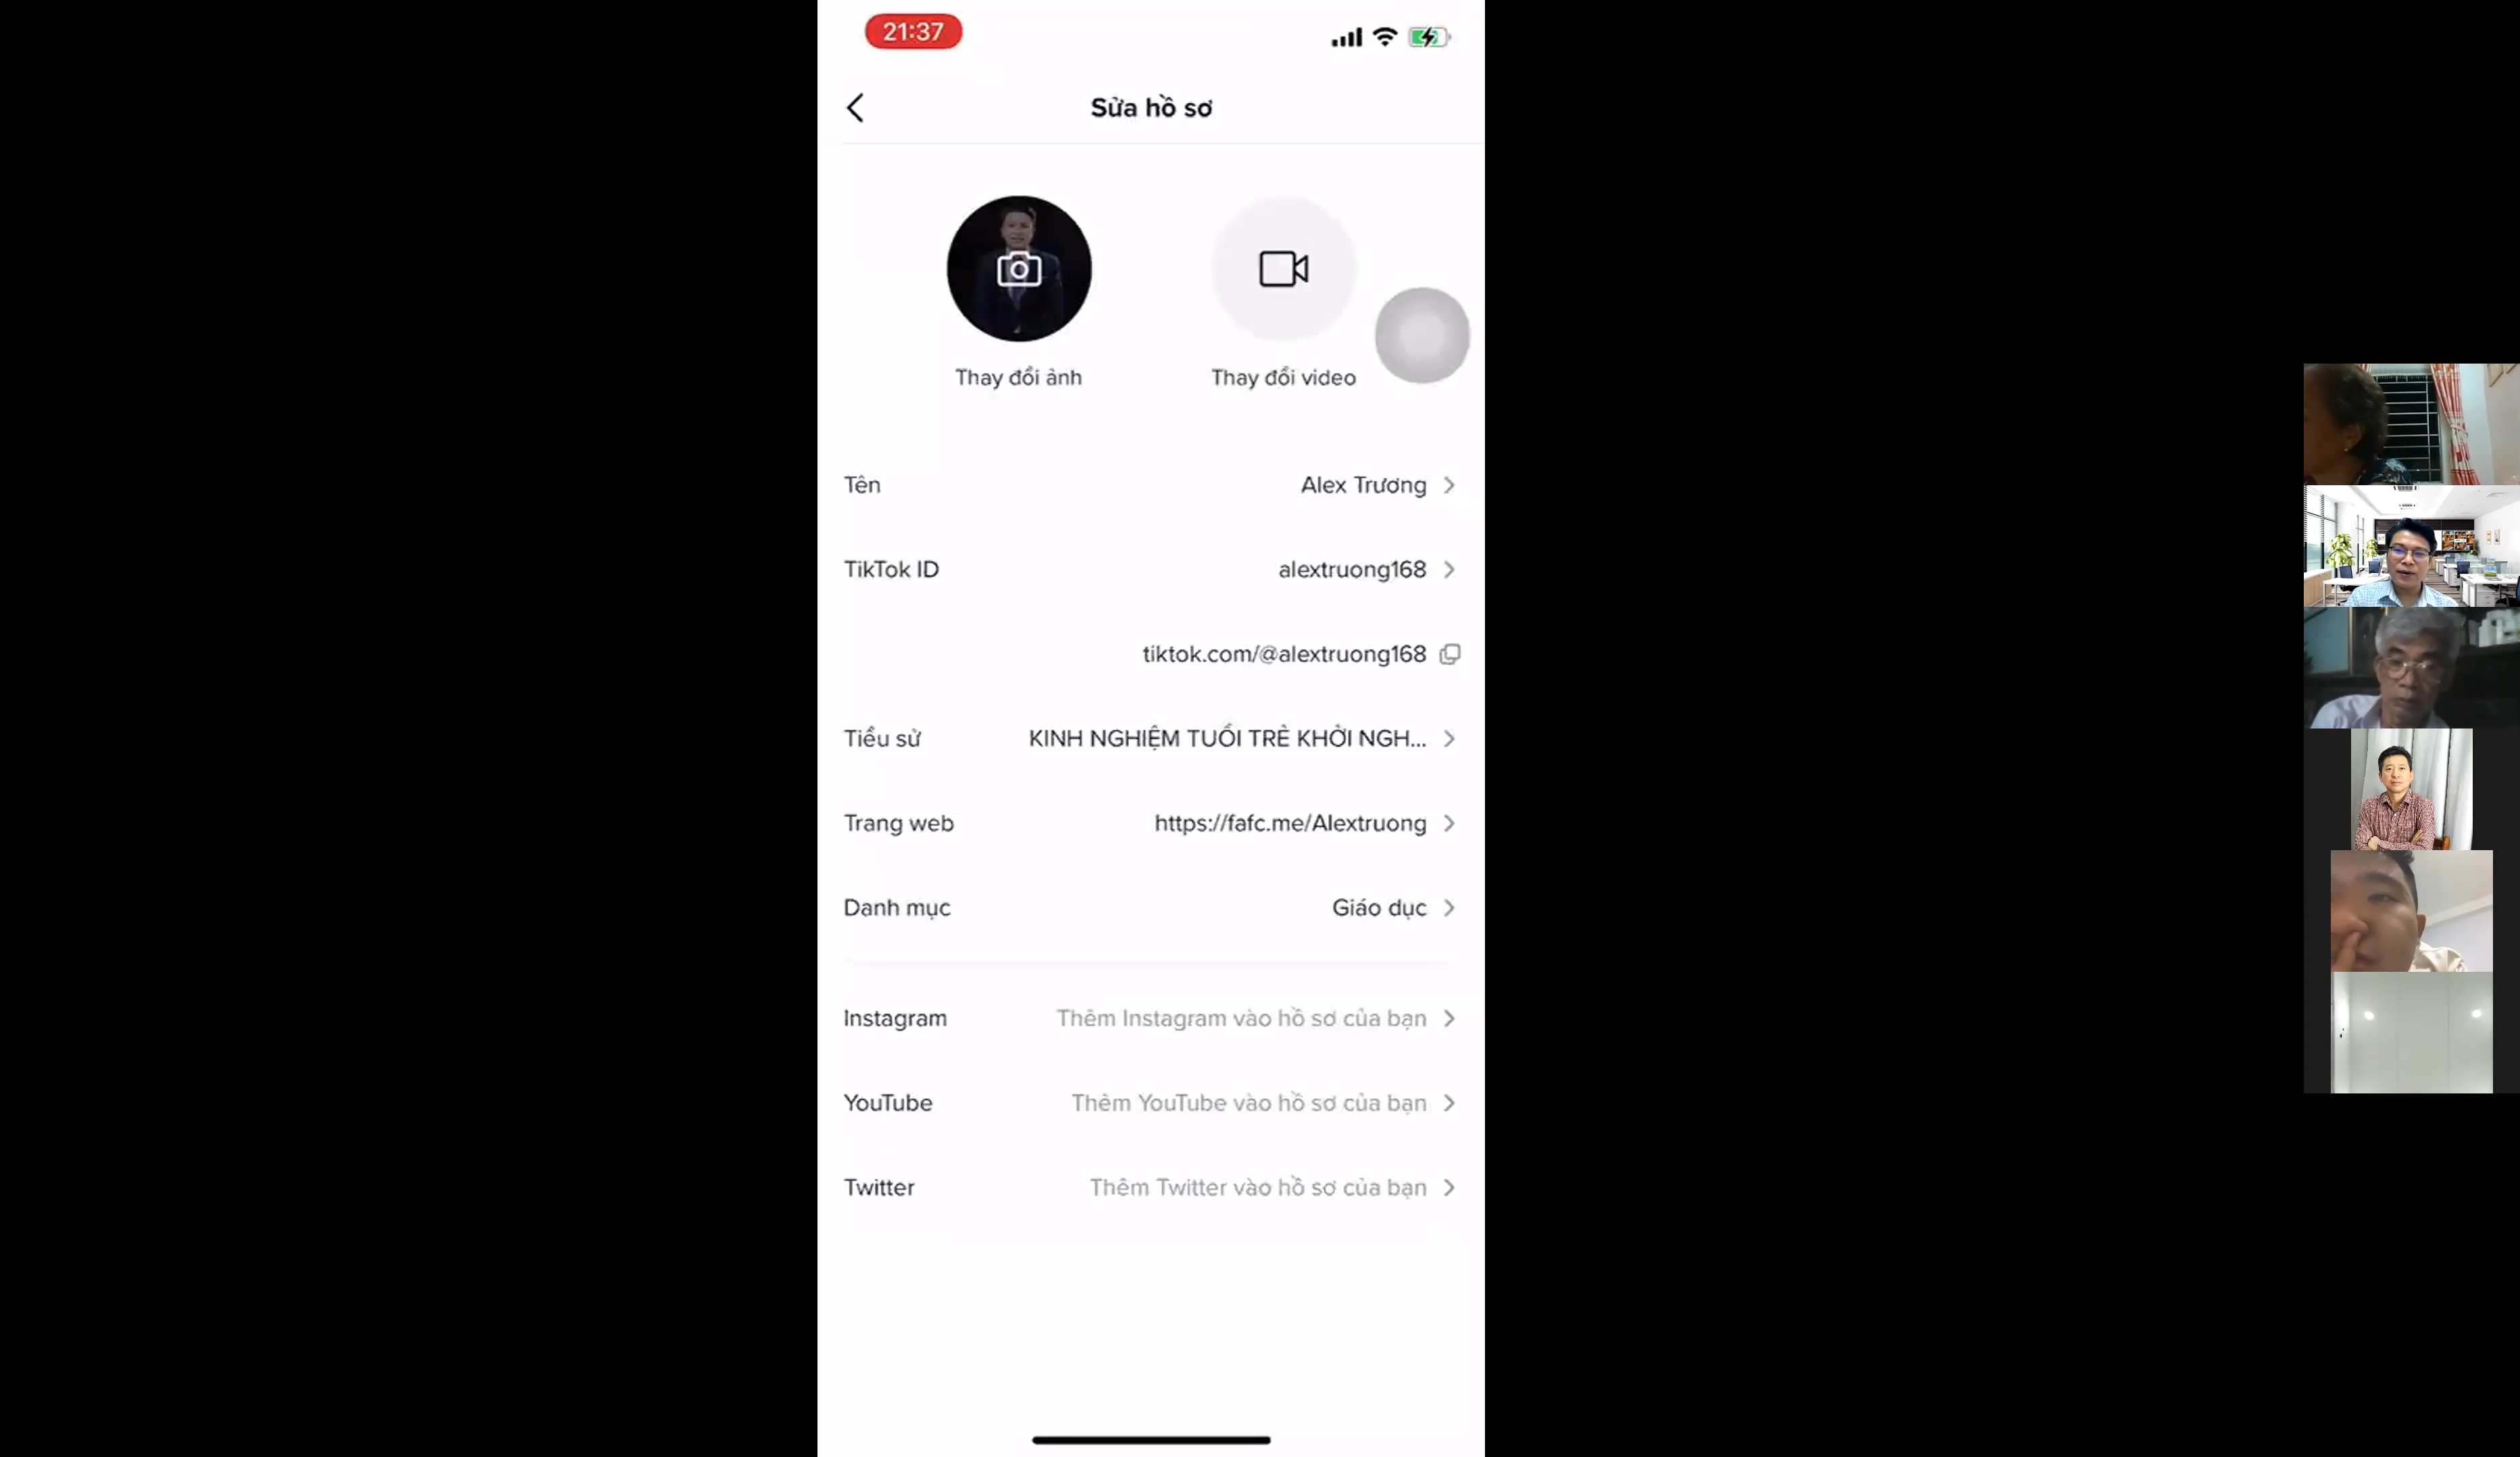 21:37
Sửa hồ sơ
Thay đổi ảnh
Thay đổi video
Tên
Alex Trương
TikTok ID
alextruong168
tiktok.com/@alextruong168
Tiểu sử
KINH NGHIỆM TUỔI TRẺ KHỞI NGH...
Trang web
https://fafc.me/Alextruong
Danh mục
Giáo dục
Instagram
Thêm Instagram vào hồ sơ của bạn
YouTube
Thêm YouTube vào hồ sơ của bạn
Twitter
Thêm Twitter vào hồ sơ của bạn